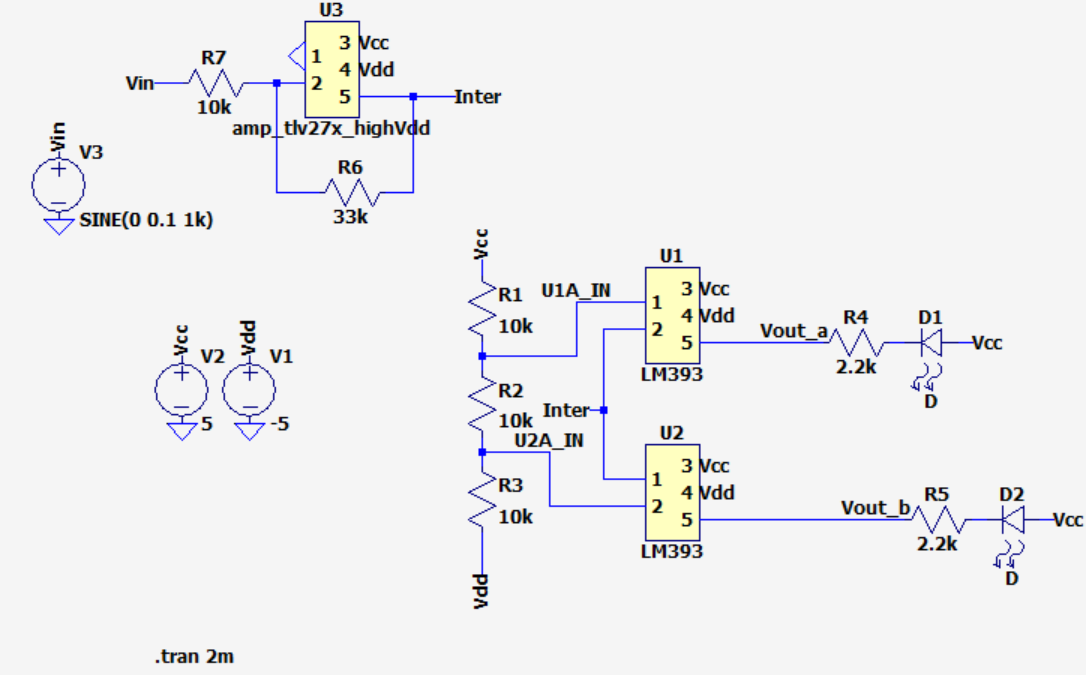 U3
1
2
3
4
5
Vcc
Vdd
R7
Vin
10k
Inter
amp_tlv27x_highVdd
R6
33k
Vin
V3
SINE(0 0.1 1k)
Vcc
V2
5
Vdd
V1
-5
Vcc
R1
10k
R2
10k
R3
10k
Vdd
U1A_IN
U2A_IN
Inter
U1
1
2
3
4
5
Vcc
Vdd
LM393
Vout_a
R4
2.2k
D1
D
Vcc
U2
1
2
3
4
5
Vcc
Vdd
LM393
Vout_b
R5
2.2k
D2
D
Vcc
.tran 2m